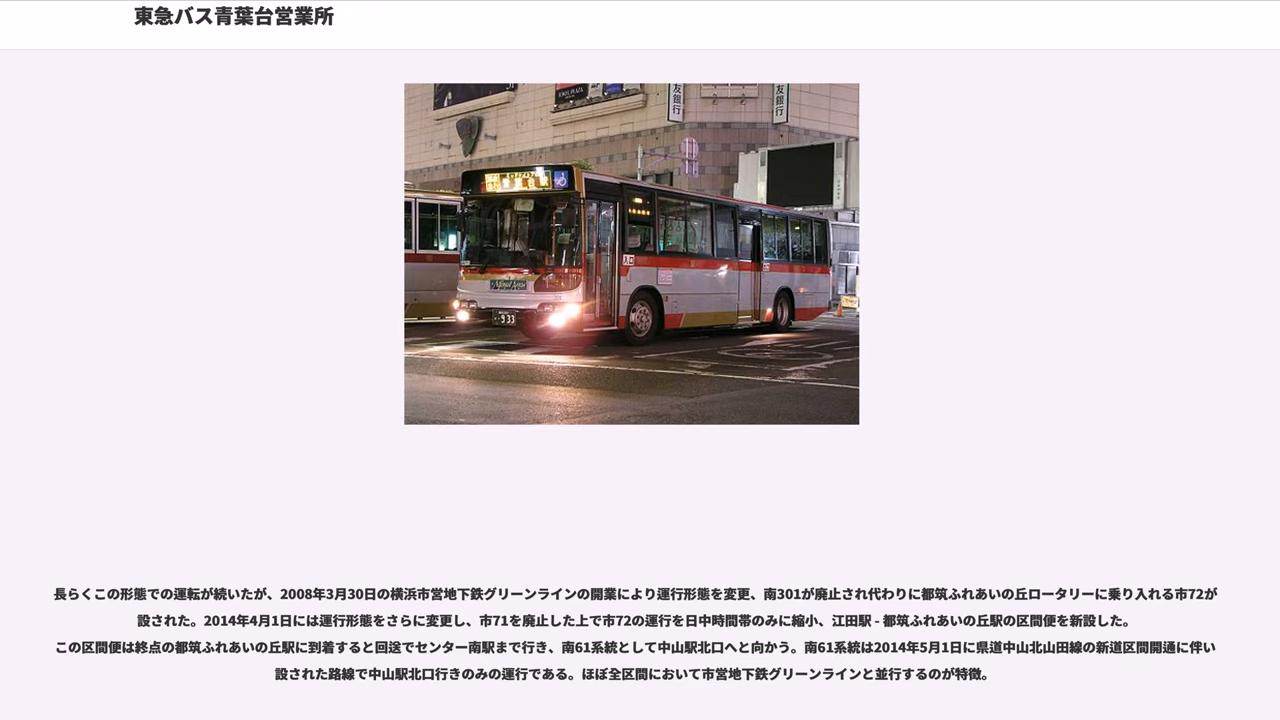 東急バス青葉台営業所
友銀行
友銀行
入口
933
長らくこの形態での運転が続いたが、2008年3月30日の横浜市営地下鉄グリーンラインの開業により運行形態を変更、南301が廃止され代わりに都筑ふれあいの丘ロータリーに乗り入れる市72が
設された。2014年4月1日には運行形態をさらに変更し、市71を廃止した上で市72の運行を日中時間帯のみに縮小、江田駅 - 都筑ふれあいの丘駅の区間便を新設した。
この区間便は終点の都筑ふれあいの丘駅に到着すると回送でセンター南駅まで行き、南61系統として中山駅北口へと向かう。南61系統は2014年5月1日に県道中山北山田線の新道区間開通に伴い
設された路線で中山駅北口行きのみの運行である。ほぼ全区間において市営地下鉄グリーンラインと並行するのが特徴。